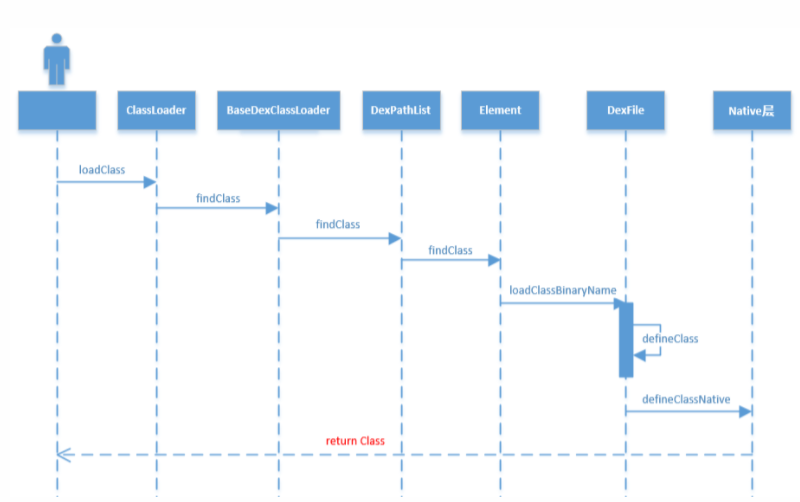 ClassLoader
BaseDexClassLoader
DexPathList
Element
DexFile
Native层
loadClass
findClass
findClass
findClass
loadClassBinaryName
defineClass
defineClassNative
return Class